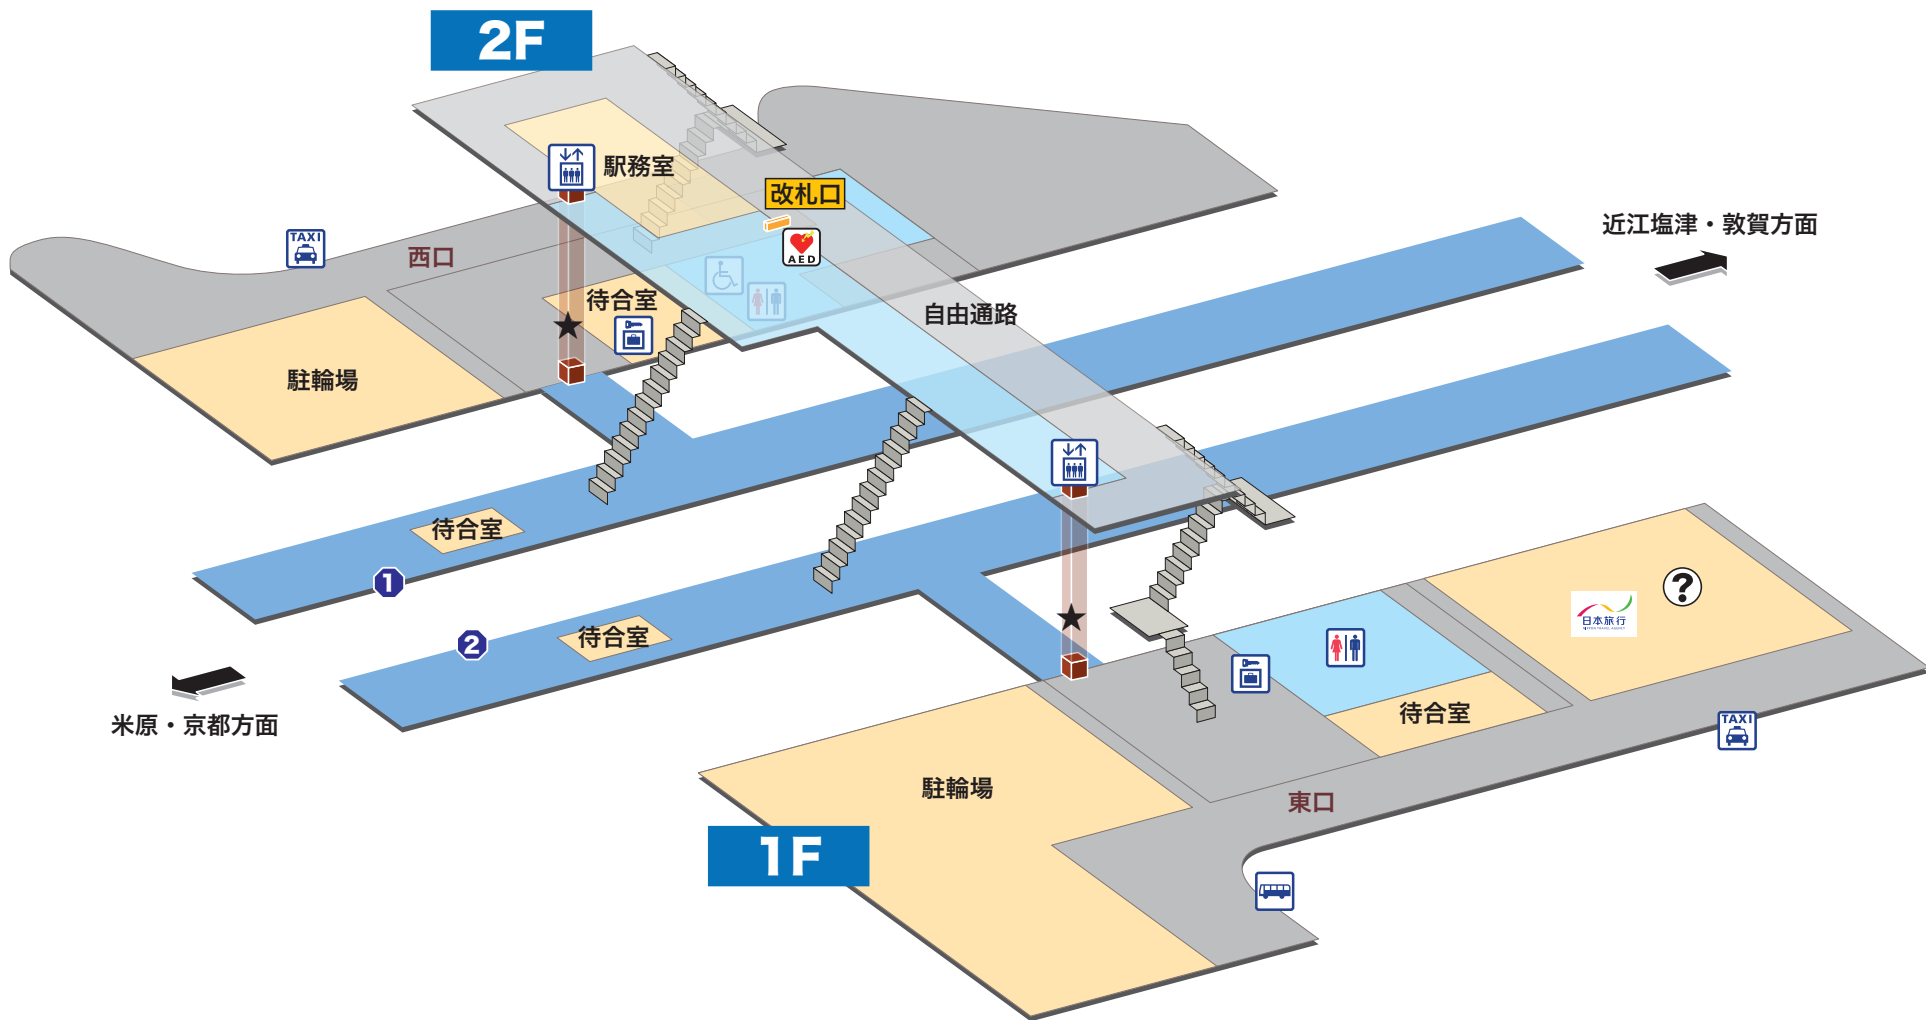 2F
駅務室
改札口
AED
TAXI
西口
待合室
自由通路
近江塩津・敦賀方面
駐輪場
待合室
1
2
待合室
米原・京都方面
?
日本旅行
NIPPON TRAVEL AGENCY
待合室
TAXI
駐輪場
東口
1F